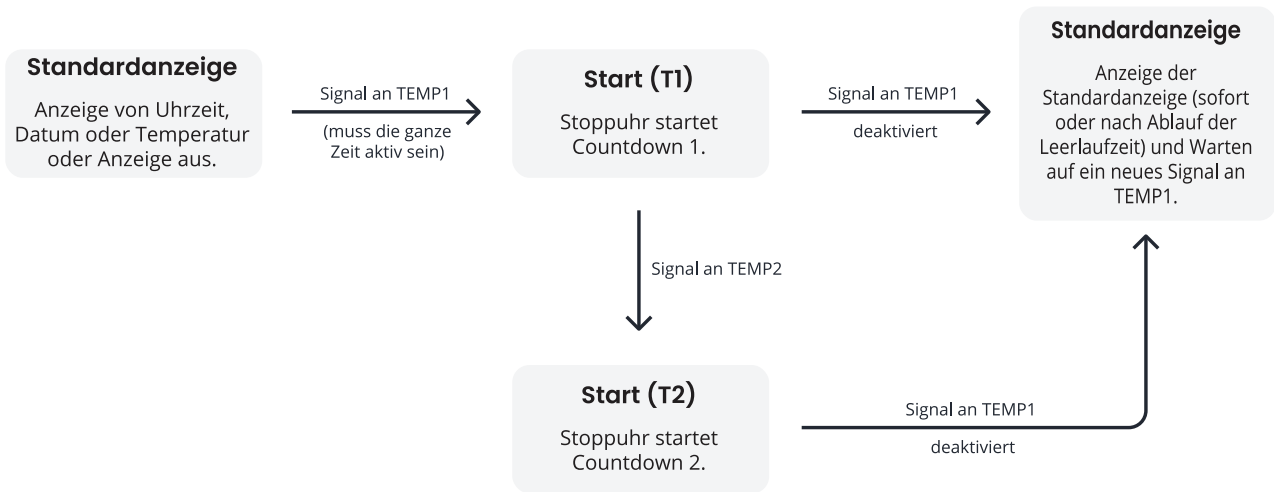 Standardanzeige
Anzeige von Uhrzeit,
Datum oder Temperatur
oder Anzeige aus.
Signal an TEMP1
(muss die ganze
Zeit aktiv sein)
Start (T1)
Stoppuhr startet
Countdown 1.
Signal an TEMP1
deaktiviert
Standardanzeige
Anzeige der
Standardanzeige (sofort
oder nach Ablauf der
Leerlaufzeit) und Warten
auf ein neues Signal an
TEMP1.
Signal an TEMP2
Start (T2)
Stoppuhr startet
Countdown 2.
Signal an TEMP1
deaktiviert